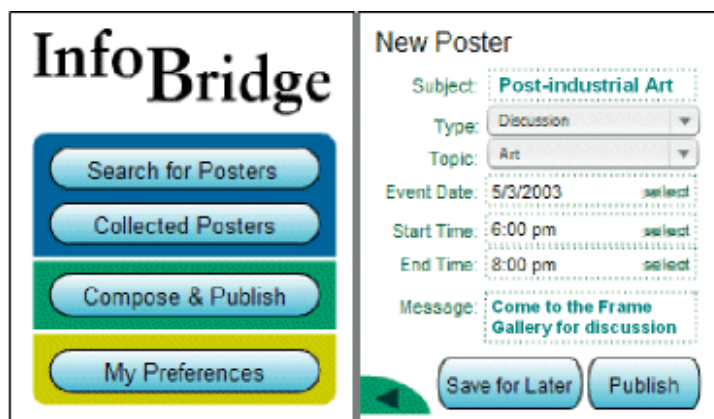 InfoBridge
Search for Posters
Collected Posters
Compose & Publish
My Preferences
New Poster
Subject: Post-industrial Art
Type: Discussion
Topic: Art
Event Date: 5/3/2003 select
Start Time: 6:00 pm select
End Time: 8:00 pm select
Message: Come to the Frame
Gallery for discussion
Save for Later Publish